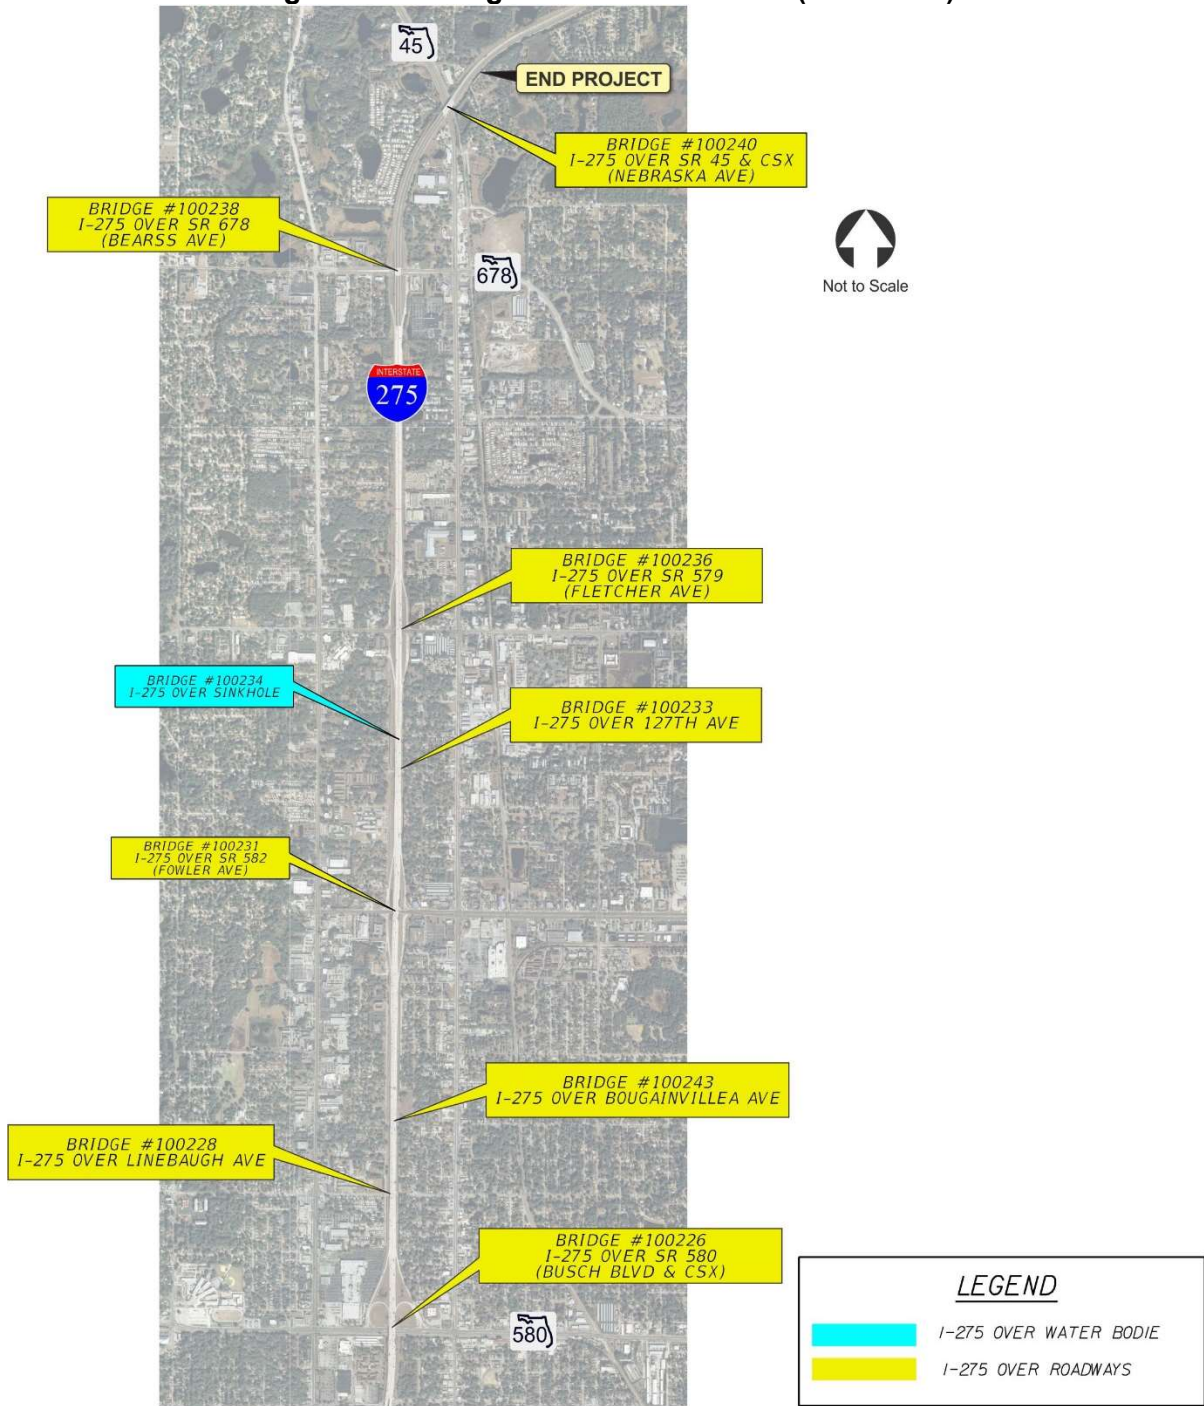 45
END PROJECT
BRIDGE #100240
I-275 OVER SR 45 & CSX
(NEBRASKA AVE)
BRIDGE #100238
I-275 OVER SR 678
(BEARSS AVE)
678
Not to Scale
INTERSTATE
275
BRIDGE #100236
I-275 OVER SR 579
(FLETCHER AVE)
BRIDGE #100234
I-275 OVER SINKHOLE
BRIDGE #100233
I-275 OVER 127TH AVE
BRIDGE #100231
I-275 OVER SR 582
(FOWLER AVE)
BRIDGE #100243
I-275 OVER BOUGAINVILLEA AVE
BRIDGE #100228
I-275 OVER LINEBAUGH AVE
BRIDGE #100226
I-275 OVER SR 580
(BUSCH BLVD & CSX)
580
LEGEND
I-275 OVER WATER BODIE
I-275 OVER ROADWAYS